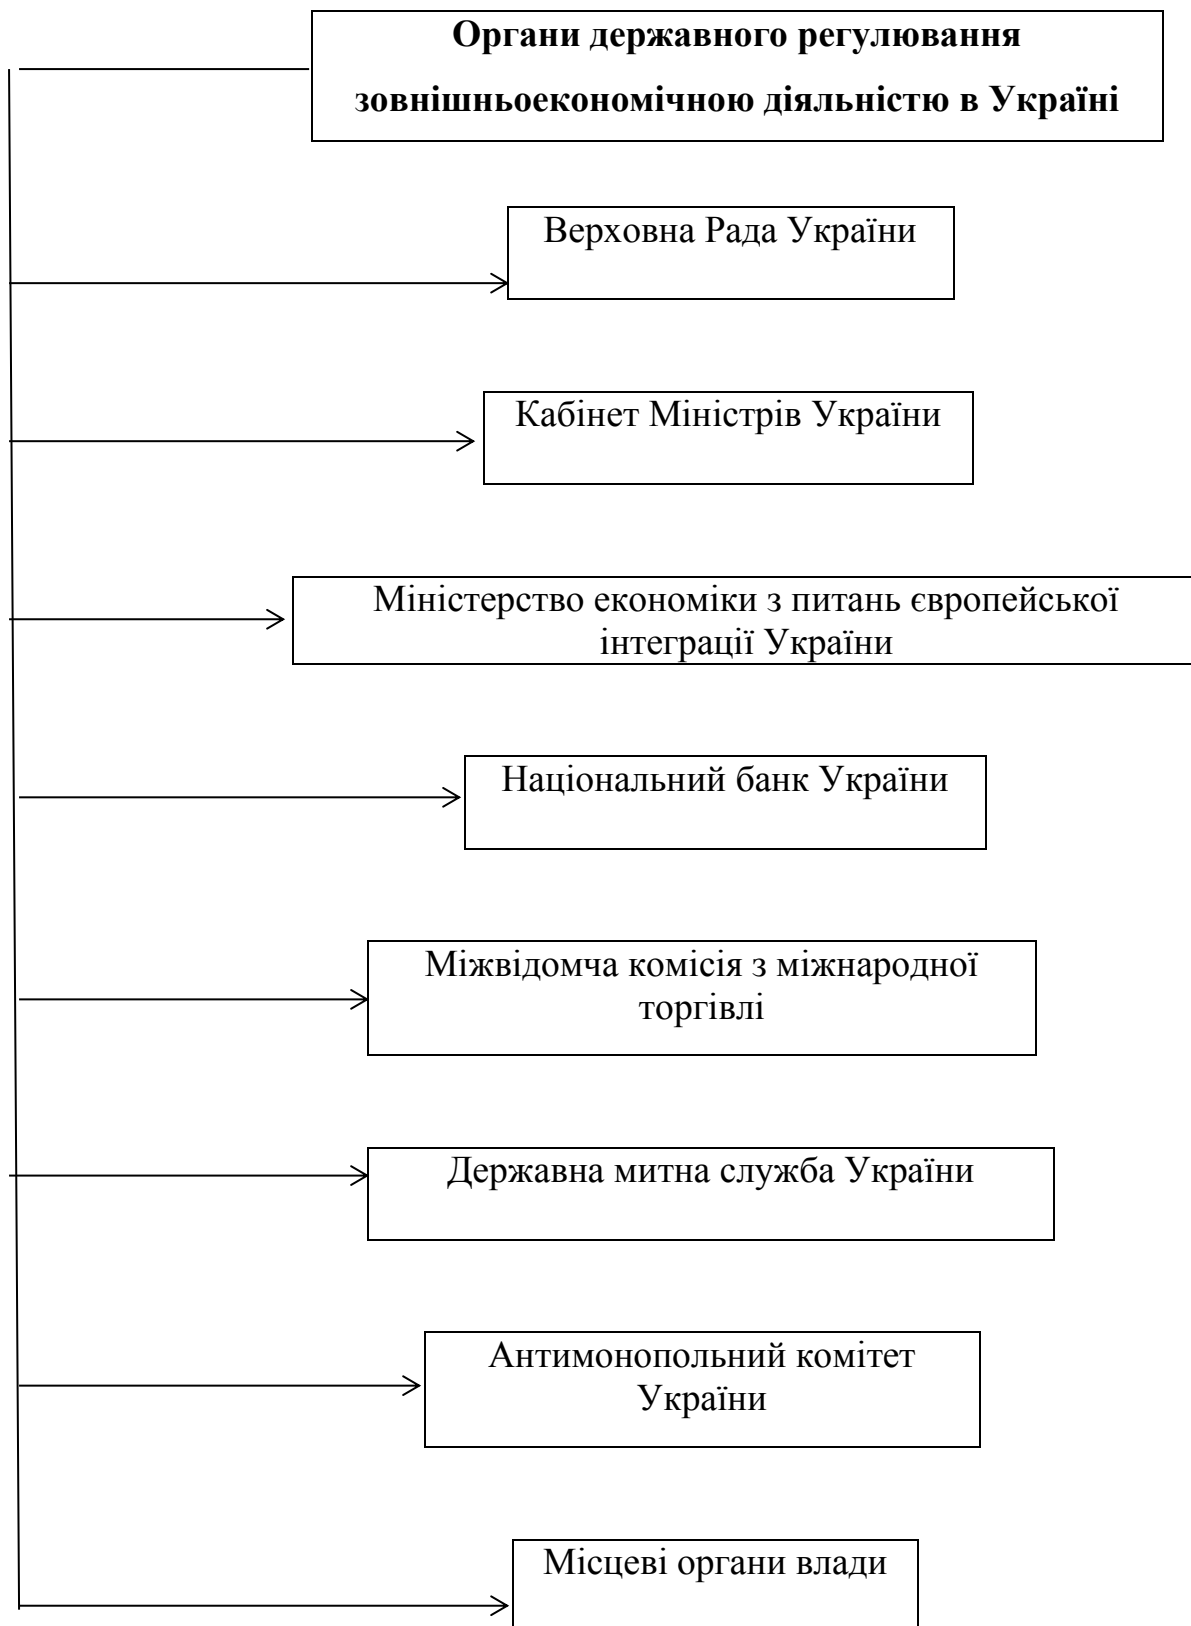 Органи державного регулювання
зовнішньоекономічною діяльністю в Україні
Верховна Рада України
Кабінет Міністрів України
Міністерство економіки з питань європейської
інтеграції України
Національний банк України
Міжвідомча комісія з міжнародної
торгівлі
Державна митна служба України
Антимонопольний комітет
України
Місцеві органи влади